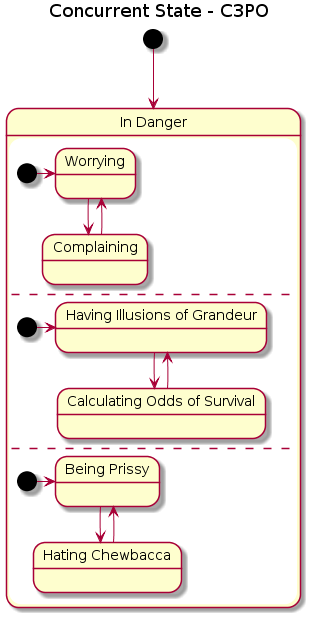 Concurrent State - C3PO
In Danger
Worrying
Complaining
Having Illusions of Grandeur
Calculating Odds of Survival
Being Prissy
Hating Chewbacca